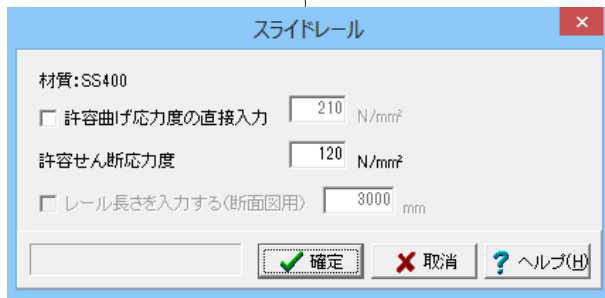 スライドレール
材質:SS400
許容曲げ応力度の直接入力 210 N/mm²
許容せん断応力度 120 N/mm²
レール長さを入力する(断面図用) 3000 mm
確定 取消 ヘルプ(H)